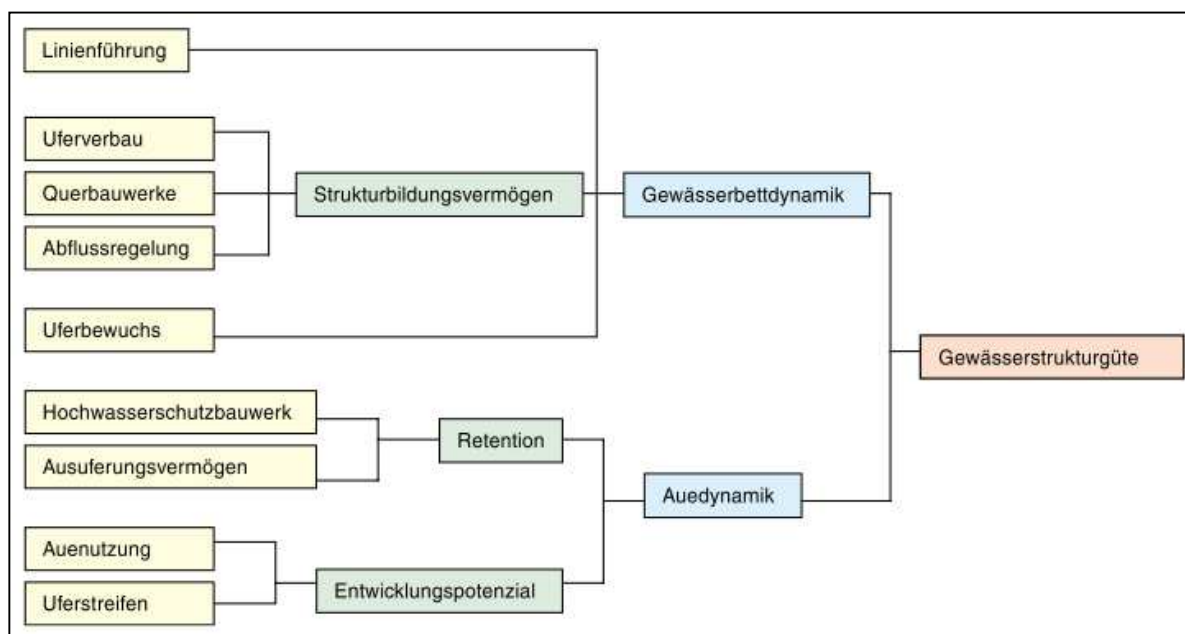 Linienführung
Uferverbau
Querbauwerke
Strukturbildungsvermögen
Gewässerbettdynamik
Abflussregelung
Uferbewuchs
Gewässerstrukturgüte
Hochwasserschutzbauwerk
Retention
Ausuferungsvermögen
Auedynamik
Auenutzung
Entwicklungspotenzial
Uferstreifen